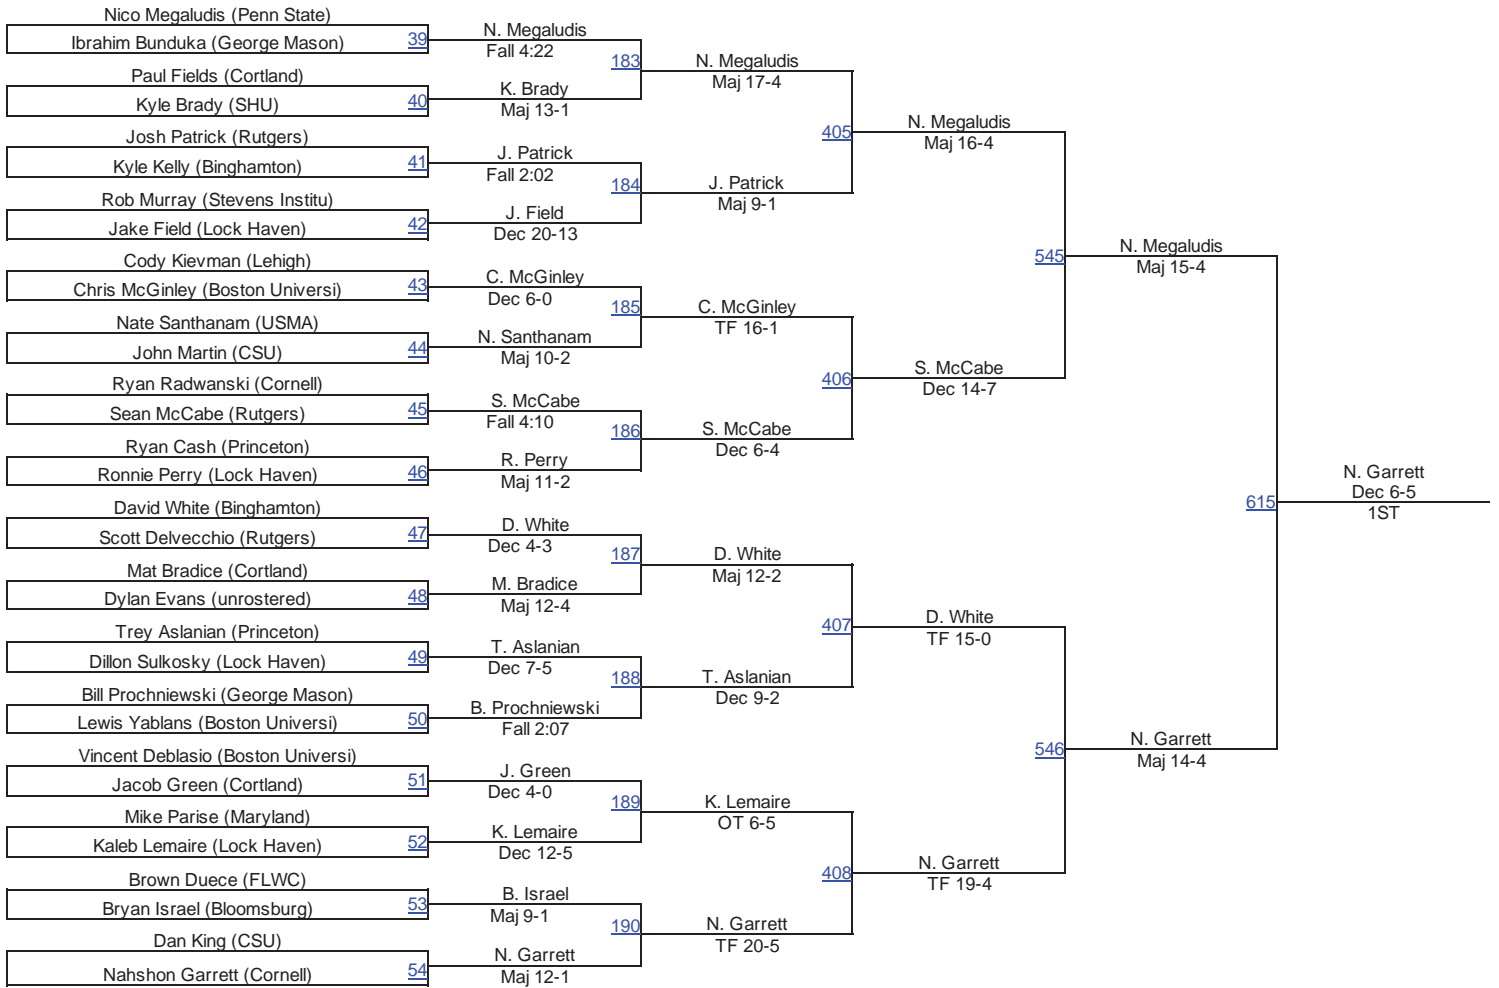 Nico Megaludis (Penn State)
Ibrahim Bunduka (George Mason)
39
Paul Fields (Cortland)
Kyle Brady (SHU)
40
Josh Patrick (Rutgers)
Kyle Kelly (Binghamton)
41
Rob Murray (Stevens Institu)
Jake Field (Lock Haven)
42
Cody Kievman (Lehigh)
Chris McGinley (Boston Universi)
43
Nate Santhanam (USMA)
John Martin (CSU)
44
Ryan Radwanski (Cornell)
Sean McCabe (Rutgers)
45
Ryan Cash (Princeton)
Ronnie Perry (Lock Haven)
46
David White (Binghamton)
Scott Delvecchio (Rutgers)
47
Mat Bradice (Cortland)
Dylan Evans (unrostered)
48
Trey Aslanian (Princeton)
Dillon Sulkosky (Lock Haven)
49
Bill Prochniewski (George Mason)
Lewis Yablans (Boston Universi)
50
Vincent Deblasio (Boston Universi)
Jacob Green (Cortland)
51
Mike Parise (Maryland)
Kaleb Lemaire (Lock Haven)
52
Brown Duece (FLWC)
Bryan Israel (Bloomsburg)
53
Dan King (CSU)
Nahshon Garrett (Cornell)
54
N. Megaludis
Fall 4:22
183
K. Brady
Maj 13-1
J. Patrick
Fall 2:02
184
J. Field
Dec 20-13
C. McGinley
Dec 6-0
185
N. Santhanam
Maj 10-2
S. McCabe
Fall 4:10
186
R. Perry
Maj 11-2
D. White
Dec 4-3
187
M. Bradice
Maj 12-4
T. Aslanian
Dec 7-5
188
B. Prochniewski
Fall 2:07
J. Green
Dec 4-0
189
K. Lemaire
Dec 12-5
B. Israel
Maj 9-1
190
N. Garrett
Maj 12-1
N. Megaludis
Maj 17-4
405
J. Patrick
Maj 9-1
C. McGinley
TF 16-1
406
S. McCabe
Dec 6-4
D. White
Maj 12-2
407
T. Aslanian
Dec 9-2
K. Lemaire
OT 6-5
408
N. Garrett
TF 20-5
N. Megaludis
Maj 16-4
545
S. McCabe
Dec 14-7
D. White
TF 15-0
546
N. Garrett
TF 19-4
N. Megaludis
Maj 15-4
615
N. Garrett
Maj 14-4
N. Garrett
Dec 6-5
1ST